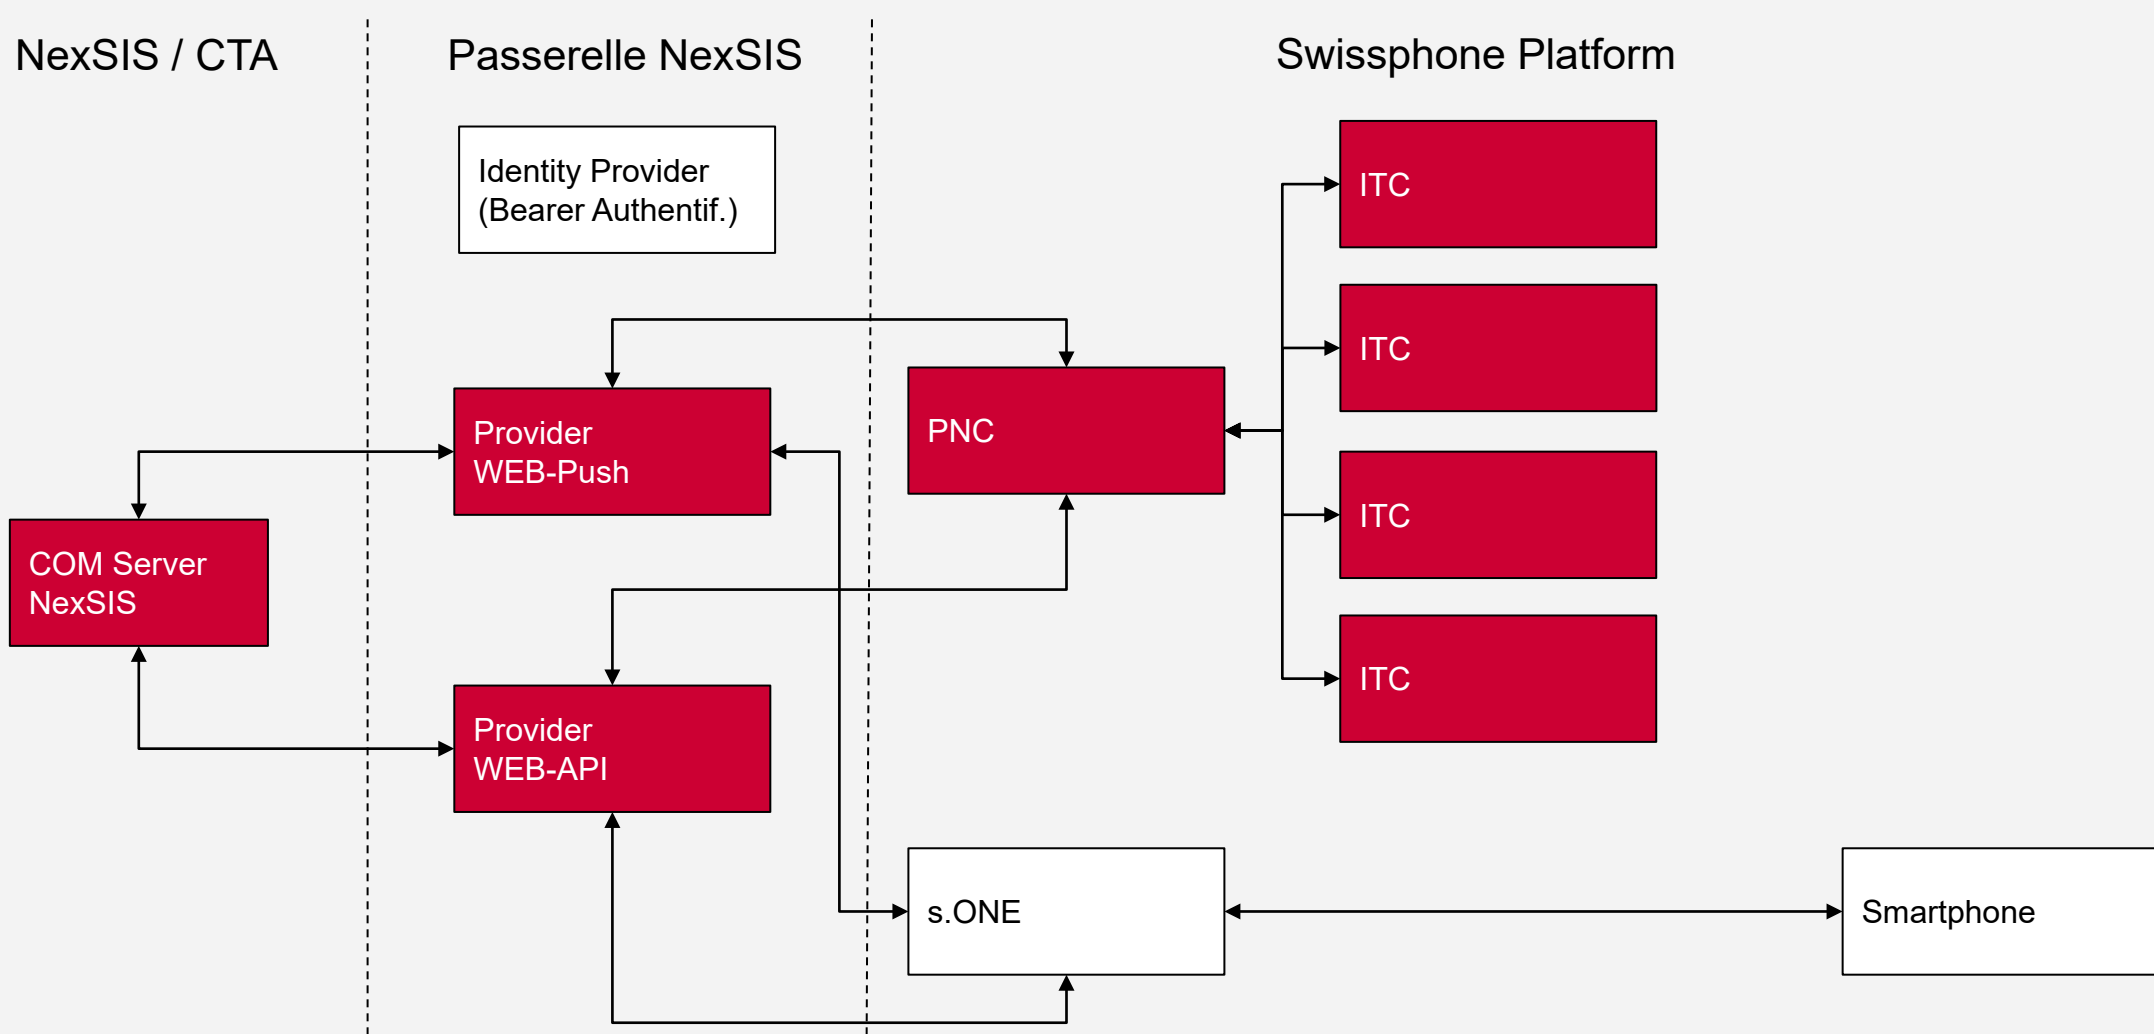 NexSIS / CTA
Passerelle NexSIS
Swissphone Platform
Identity Provider
(Bearer Authentif.)
ITC
ITC
Provider
WEB-Push
PNC
ITC
COM Server
NexSIS
ITC
Provider
WEB-API
s.ONE
Smartphone